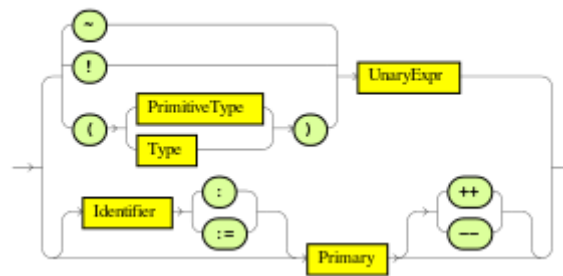 ~
! UnaryExpr
( PrimitiveType )
Type
Identifier : ++
:= --
Primary